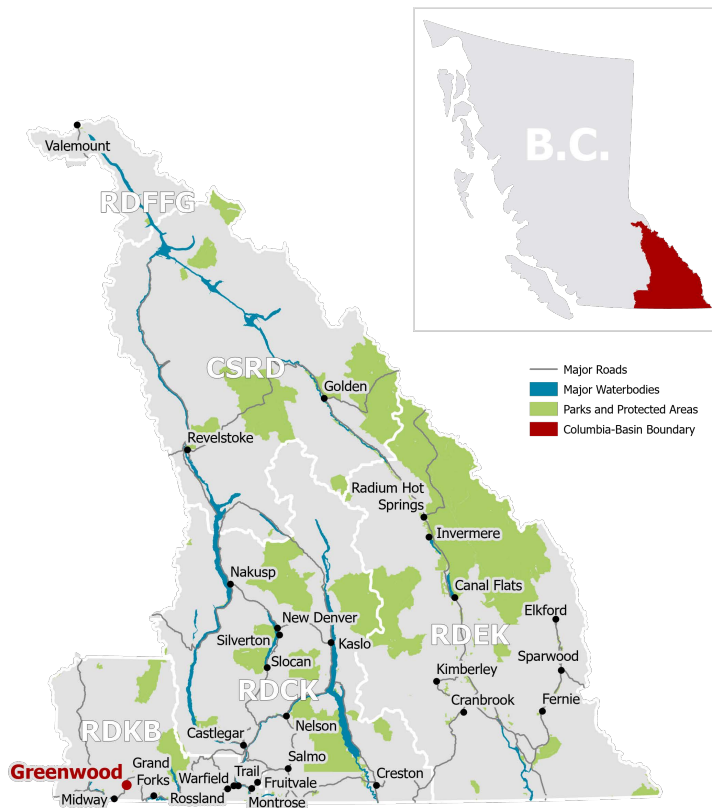 B.C.
Valemount
RDFFG
CSRD
Golden
Revelstoke
Major Roads
Major Waterbodies
Parks and Protected Areas
Columbia-Basin Boundary
Radium Hot
Springs
Invermere
Nakusp
Canal Flats
New Denver
Silverton
Slocan
Kaslo
Elkford
RDEK
Sparwood
Kimberley
RDCK
Cranbrook
Fernie
RDKB
Nelson
Castlegar
Greenwood
Grand
Forks
Midway
Warfield
Trail
Salmo
Fruitvale
Rossland
Montrose
Creston